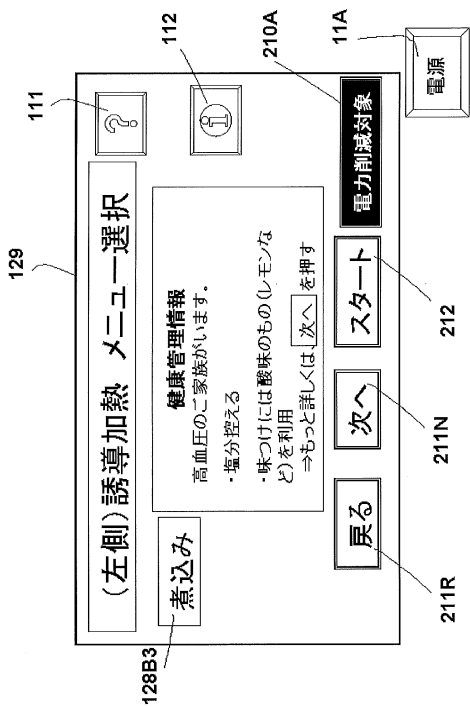 129
111
112
210A
11A
(左側)誘導加熱 メニュー選択
?
i
煮込み
健康管理情報
高血圧のご家族がいます。
・塩分控える
・味つけには酸味のもの(レモンな
ど)を利用
⇒もっと詳しくは、次へ を押す
戻る
次へ
スタート
電力削減対象
電源
128B3
211R
211N
212